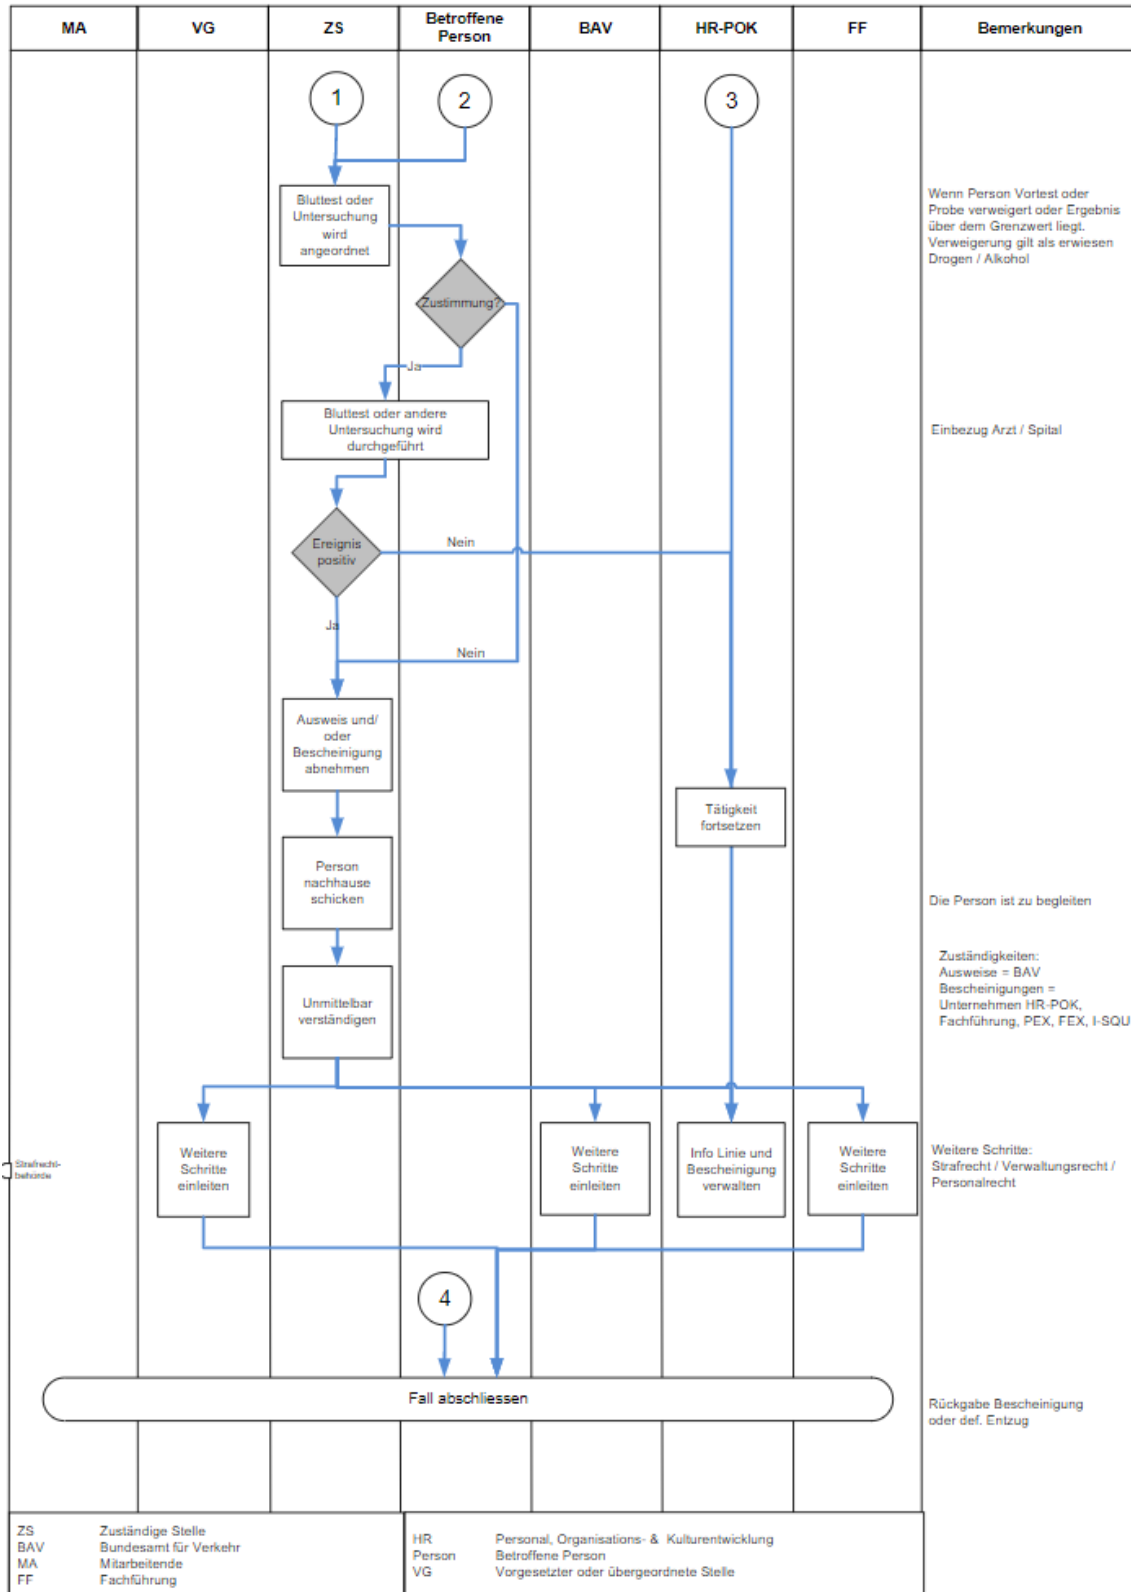 MA
VG
ZS
Betroffene
Person
BAV
HR-POK
FF
Bemerkungen
1
2
3
Bluttest oder
Untersuchung
wird
angeordnet
Wenn Person Vortest oder
Probe verweigert oder Ergebnis
über dem Grenzwert liegt.
Verweigerung gilt als erwiesen
Drogen / Alkohol
Zustimmung?
Ja
Bluttest oder andere
Untersuchung wird
durchgeführt
Einbezug Arzt / Spital
Ereignis
positiv
Nein
Ja
Nein
Ausweis und/
oder
Bescheinigung
abnehmen
Tätigkeit
fortsetzen
Person
nachhause
schicken
Die Person ist zu begleiten
Unmittelbar
verständigen
Zuständigkeiten:
Ausweise = BAV
Bescheinigungen =
Unternehmen HR-POK,
Fachführung, PEX, FEX, I-SQU
Strafrecht-
behörde
Weitere
Schritte
einleiten
Weitere
Schritte
einleiten
Info Linie und
Bescheinigung
verwalten
Weitere
Schritte
einleiten
Weitere Schritte:
Strafrecht / Verwaltungsrecht /
Personalrecht
4
Fall abschliessen
Rückgabe Bescheinigung
oder def. Entzug
ZS Zuständige Stelle
BAV Bundesamt für Verkehr
MA Mitarbeitende
FF Fachführung
HR Personal, Organisations- & Kulturentwicklung
Person Betroffene Person
VG Vorgesetzter oder übergeordnete Stelle